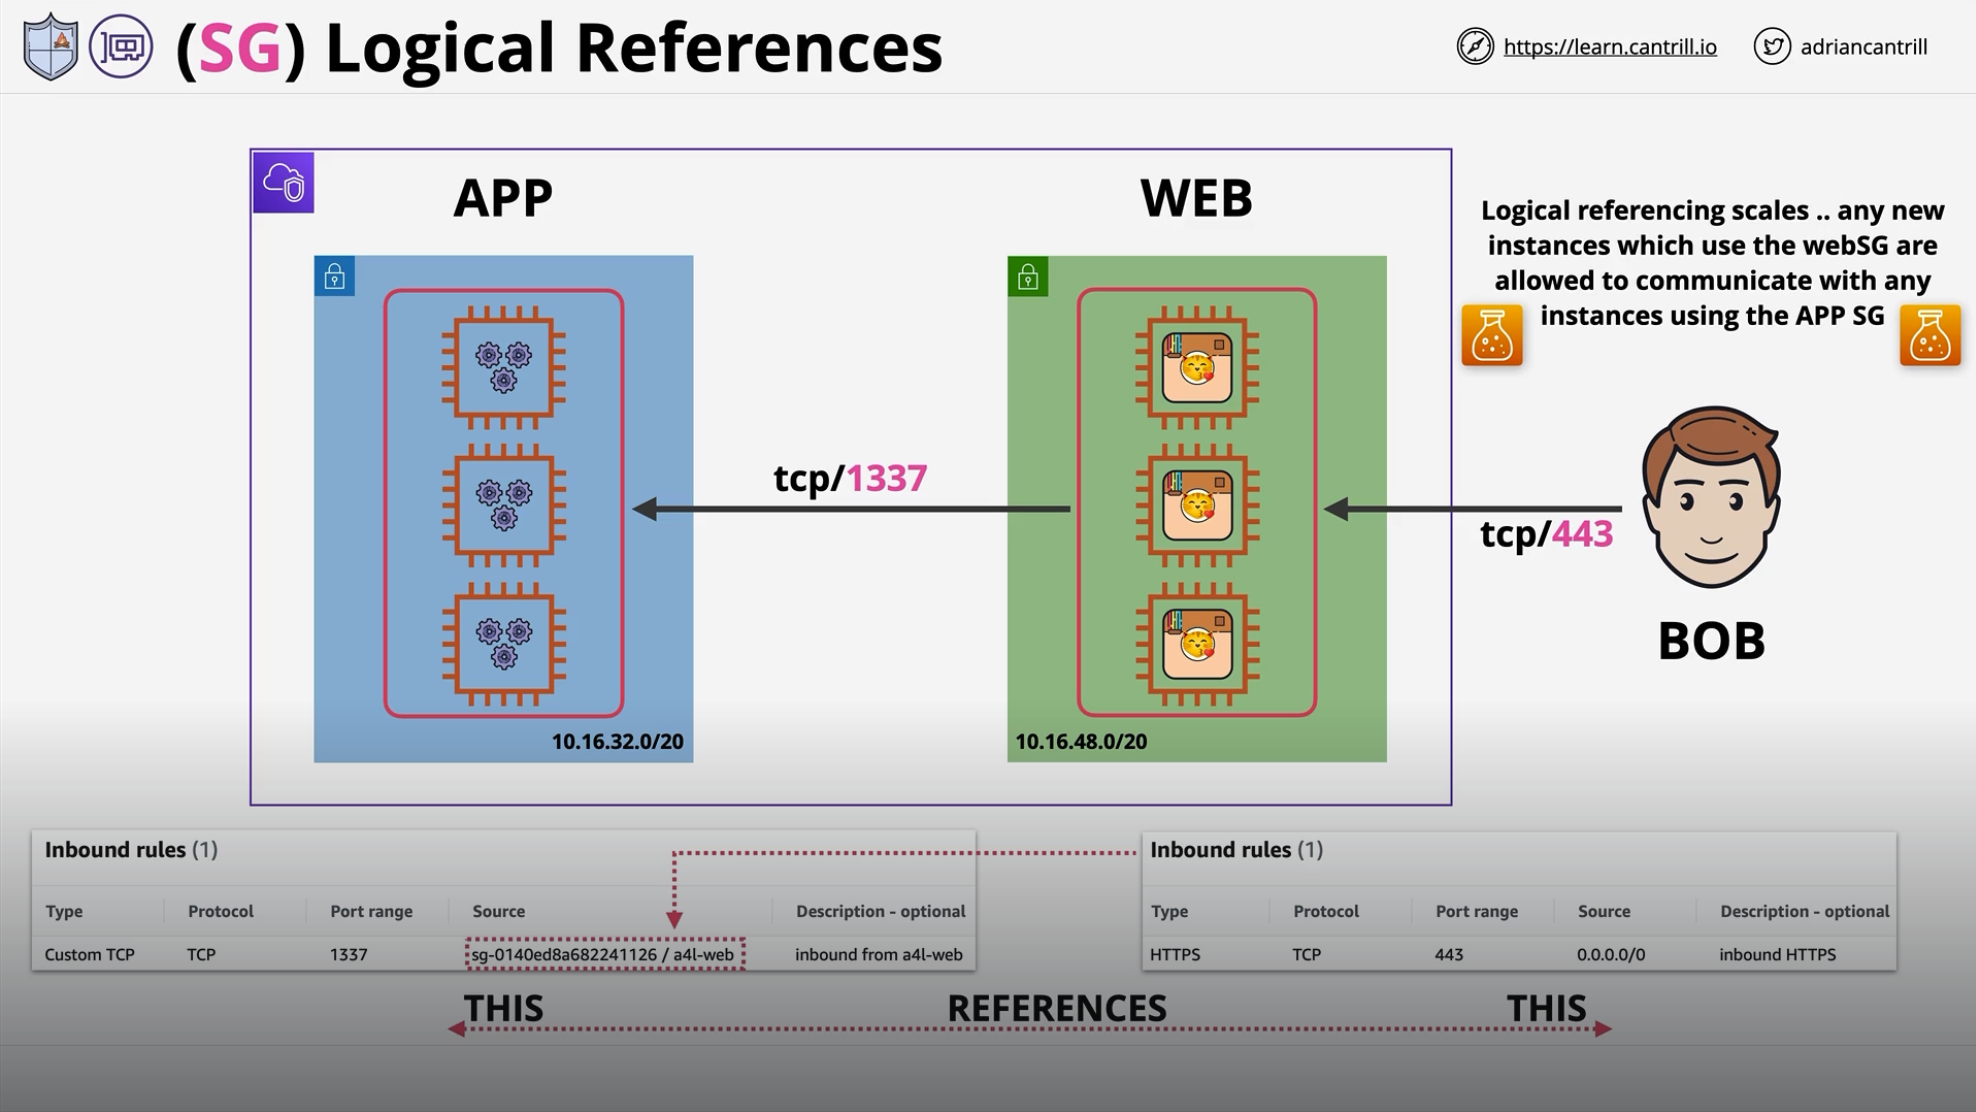 (SG) Logical References
https://learn.cantrill.io
adriancantrill
APP
WEB
Logical referencing scales .. any new
instances which use the webSG are
allowed to communicate with any
instances using the APP SG
tcp/1337
tcp/443
BOB
10.16.32.0/20
10.16.48.0/20
Inbound rules (1)
Type Protocol Port range Source Description - optional
Custom TCP TCP 1337 sg-0140ed8a682241126 / a4l-web inbound from a4l-web
Inbound rules (1)
Type Protocol Port range Source Description - optional
HTTPS TCP 443 0.0.0.0/0 inbound HTTPS
THIS REFERENCES THIS